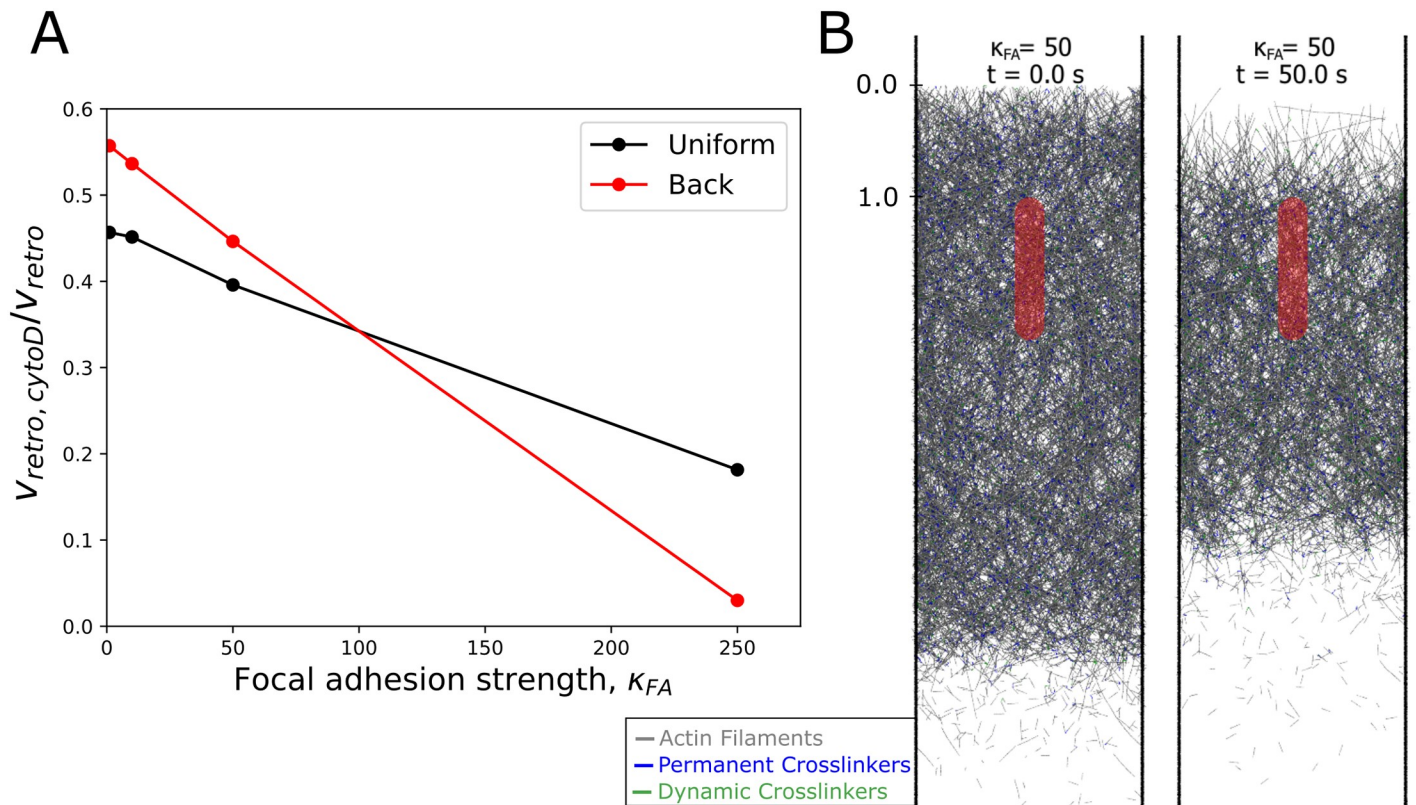 A
0.6
0.5
0.4
0.3
0.2
0.1
0.0
v_retro, cytoD/v_retro
0
50
100
150
200
250
Focal adhesion strength, κ_FA
Uniform
Back
B
κ_FA= 50
t = 0.0 s
κ_FA= 50
t = 50.0 s
0.0
1.0
Actin Filaments
Permanent Crosslinkers
Dynamic Crosslinkers